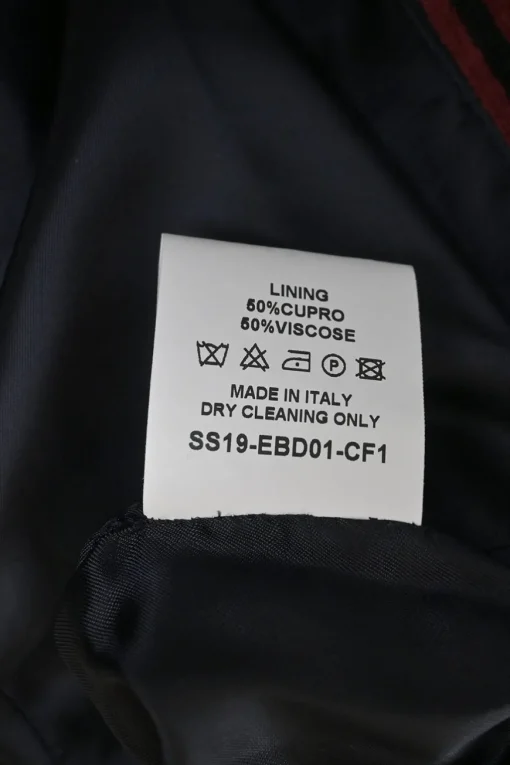 LINING
50%CUPRO
50%VISCOSE
P
MADE IN ITALY
DRY CLEANING ONLY
SS19-EBD01-CF1